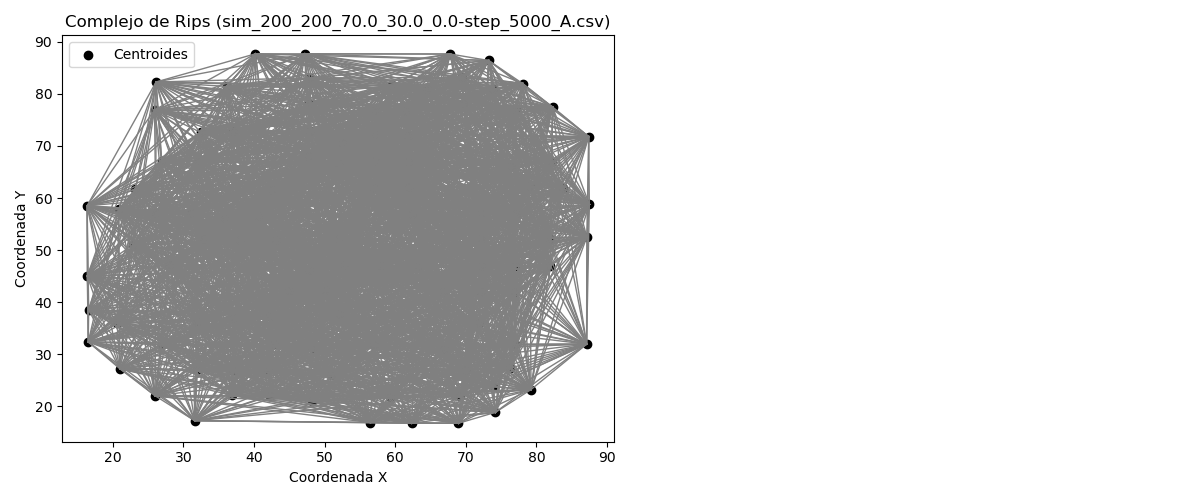 Complejo de Rips (sim_200_200_70.0_30.0_0.0-step_5000_A.csv)
Centroides
90
80
70
60
50
40
30
20
Coordenada Y
20 30 40 50 60 70 80 90
Coordenada X